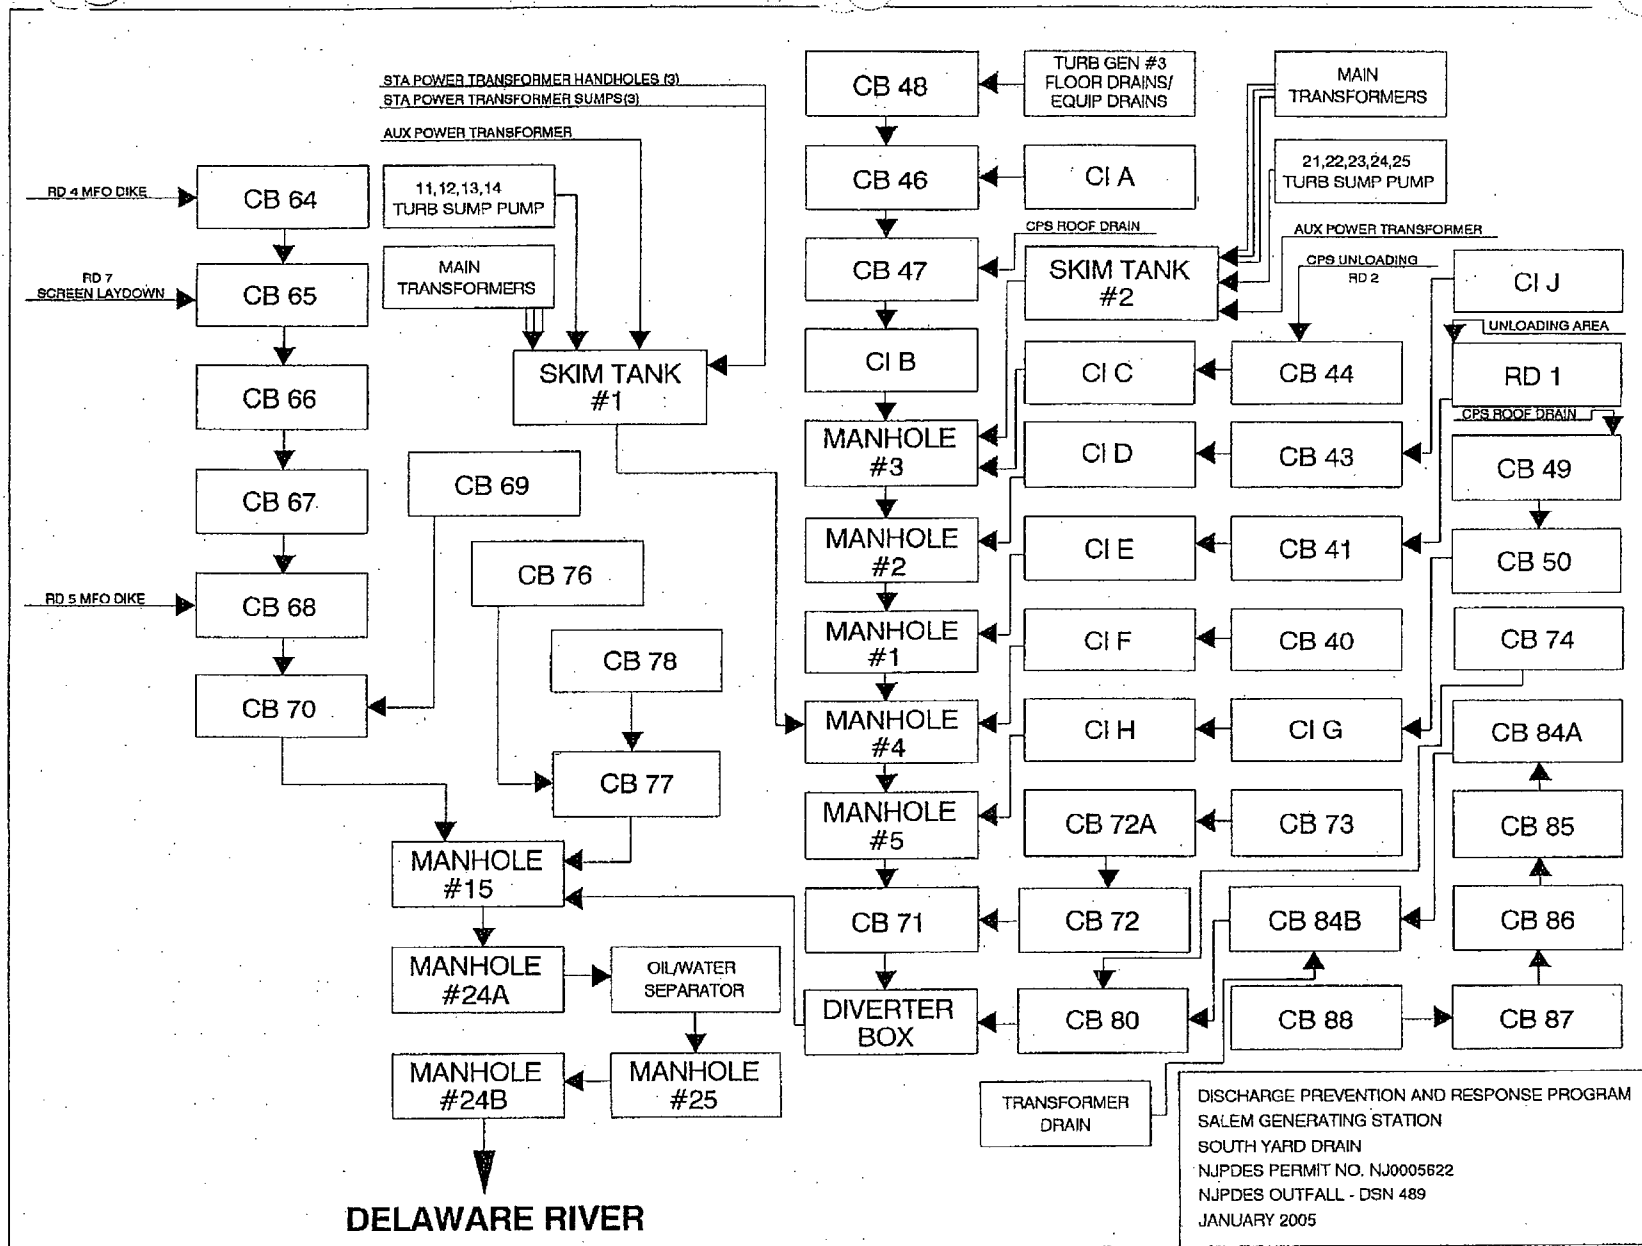 STA POWER TRANSFORMER HANDHOLES (3)
STA POWER TRANSFORMER SUMPS(3)
AUX POWER TRANSFORMER
RD 4 MFO DIKE
CB 64
11,12,13,14
TURB SUMP PUMP
RD 7
SCREEN LAYDOWN
CB 65
MAIN
TRANSFORMERS
CB 66
SKIM TANK
#1
CB 67
CB 69
RD 5 MFO DIKE
CB 68
CB 76
CB 70
CB 78
CB 77
MANHOLE
#15
MANHOLE
#24A
OIL/WATER
SEPARATOR
MANHOLE
#24B
MANHOLE
#25
DELAWARE RIVER
CB 48
TURB GEN #3
FLOOR DRAINS/
EQUIP DRAINS
MAIN
TRANSFORMERS
CB 46
CI A
21,22,23,24,25
TURB SUMP PUMP
CB 47
CPS ROOF DRAIN
SKIM TANK
#2
AUX POWER TRANSFORMER
CPS UNLOADING
RD 2
CI J
CI B
CI C
CB 44
UNLOADING AREA
RD 1
CPS ROOF DRAIN
MANHOLE
#3
CI D
CB 43
CB 49
MANHOLE
#2
CI E
CB 41
CB 50
MANHOLE
#1
CI F
CB 40
CB 74
MANHOLE
#4
CI H
CI G
CB 84A
MANHOLE
#5
CB 72A
CB 73
CB 85
CB 71
CB 72
CB 84B
CB 86
DIVERTER
BOX
CB 80
CB 88
CB 87
TRANSFORMER
DRAIN
DISCHARGE PREVENTION AND RESPONSE PROGRAM
SALEM GENERATING STATION
SOUTH YARD DRAIN
NJPDES PERMIT NO. NJ0005622
NJPDES OUTFALL - DSN 489
JANUARY 2005